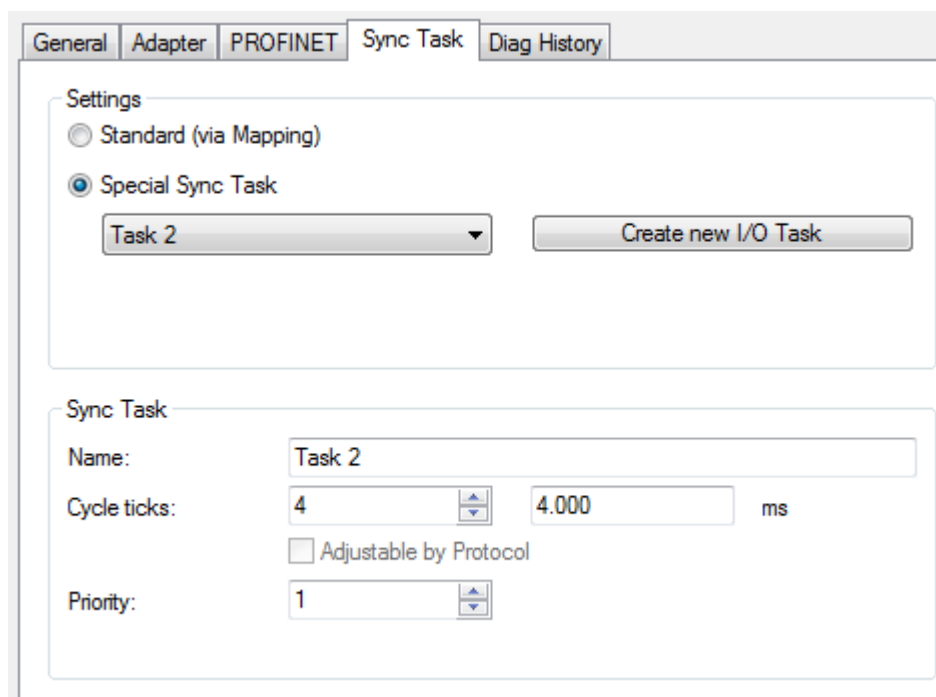 General Adapter PROFINET Sync Task Diag History
Settings
Standard (via Mapping)
Special Sync Task
Task 2 Create new I/O Task
Sync Task
Name: Task 2
Cycle ticks: 4 4.000 ms
Adjustable by Protocol
Priority: 1